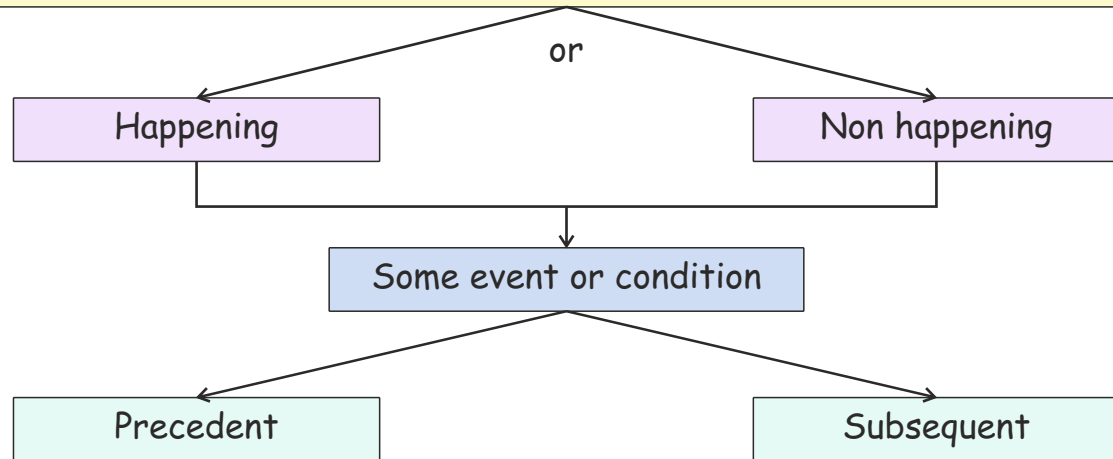 or
Happening
Non happening
Some event or condition
Precedent
Subsequent